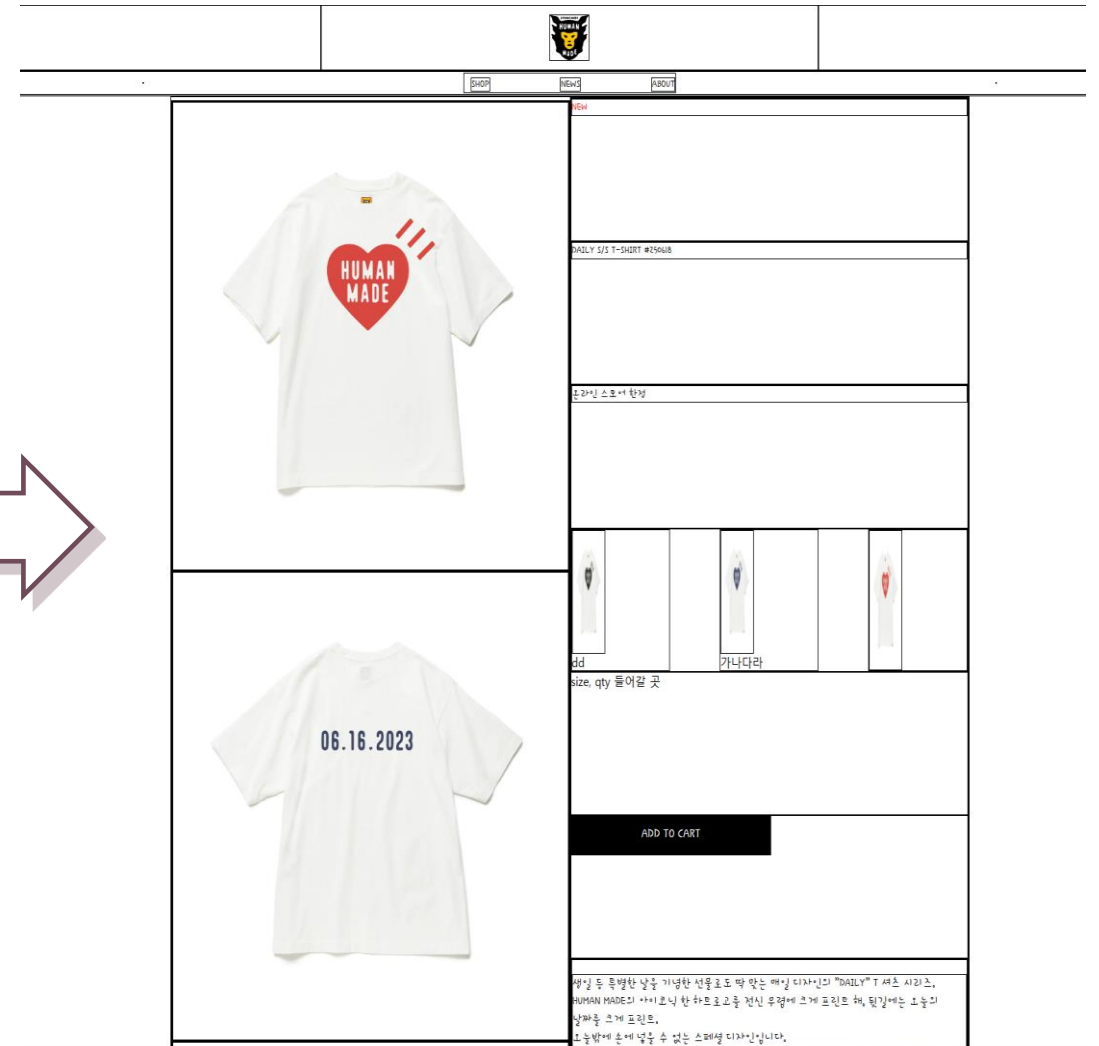 HUMAN
MADE
SHOP
NEWS
ABOUT
NEW
HUMAN
MADE
DAILY S/S T-SHIRT #250618
온라인 스토어 한정
dd
가나다라
size, qty 들어갈 곳
06.16.2023
ADD TO CART
생일 등 특별한 날을 기념한 선물로도 딱 맞는 매일 디자인의 "DAILY" T 셔츠 시리즈.
HUMAN MADE의 아이코닉 한 하트로고를 전신 우렴에 크게 프린트 해, 뒷길에는 오늘의
날짜를 크게 프린트.
오늘밖에 손에 넣을 수 없는 스페셜 디자인입니다.